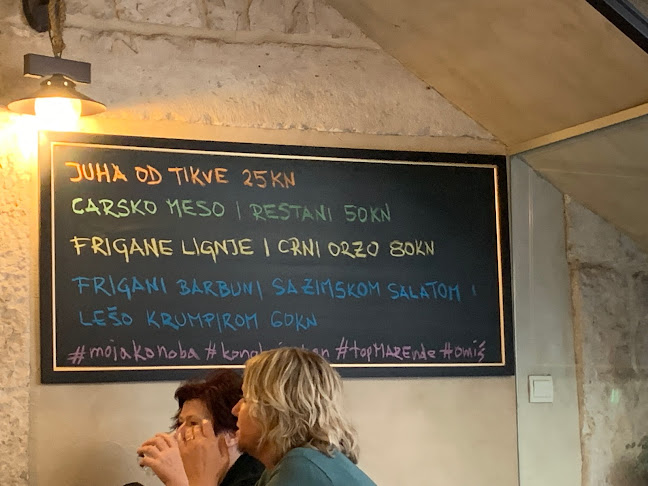 JUHA OD TIKVE 25KN
CARSKO MESO I RESTANI 50KN
FRIGANE LIGNJE I CRNI ORZO 80KN
FRIGANI BARBUNI SA ZIMSKOM SALATOM I
LEŠO KRUMPIROM 60KN
#mojakonoba #topMARENda #Omiš